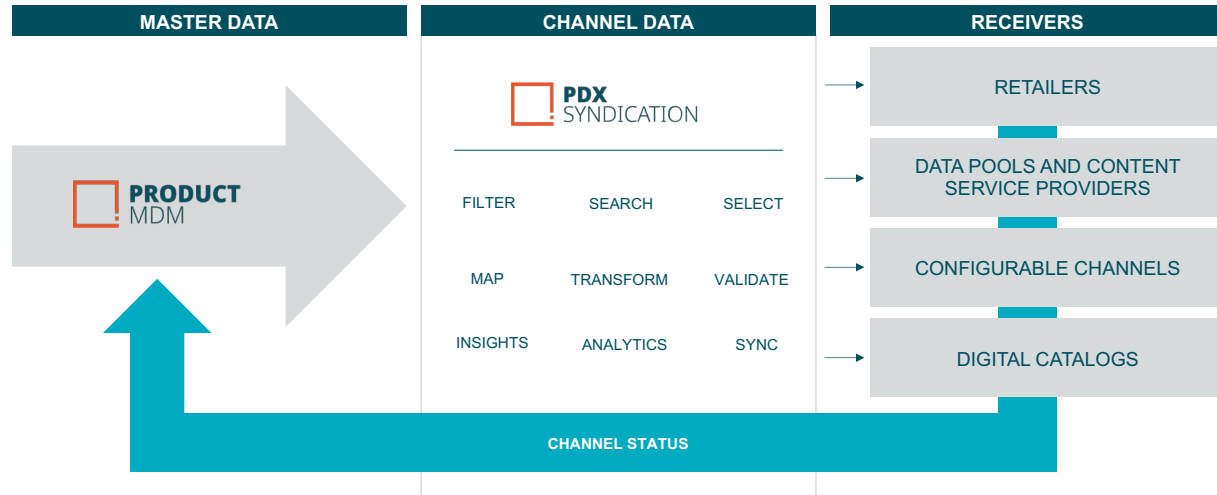 MASTER DATA
CHANNEL DATA
RECEIVERS
PRODUCT
MDM
PDX
SYNDICATION
FILTER
SEARCH
SELECT
MAP
TRANSFORM
VALIDATE
INSIGHTS
ANALYTICS
SYNC
RETAILERS
DATA POOLS AND CONTENT
SERVICE PROVIDERS
CONFIGURABLE CHANNELS
DIGITAL CATALOGS
CHANNEL STATUS